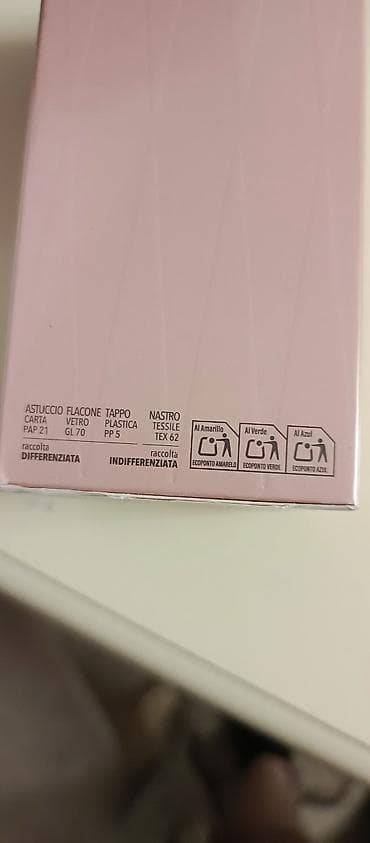 ASTUCCIO FLACONE TAPPO NASTRO
CARTA VETRO PLASTICA TESSILE
PAP 21 GL 70 PP 5 TEX 62
raccolta raccolta
DIFFERENZIATA INDIFFERENZIATA
Al Amarillo Al Verde Al Azul
ECOPONTO AMARELO ECOPONTO VERDE ECOPONTO AZUL